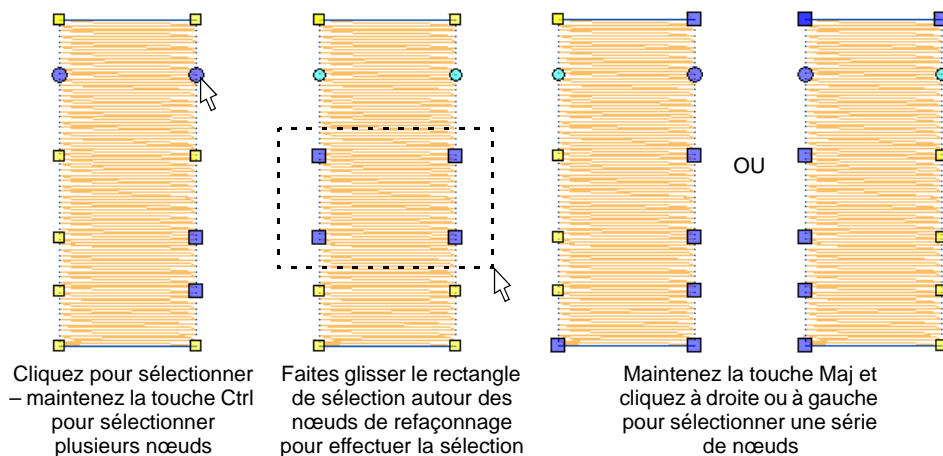 OU
Cliquez pour sélectionner
– maintenez la touche Ctrl
pour sélectionner
plusieurs nœuds
Faites glisser le rectangle
de sélection autour des
nœuds de refaçonnage
pour effectuer la sélection
Maintenez la touche Maj et
cliquez à droite ou à gauche
pour sélectionner une série
de nœuds